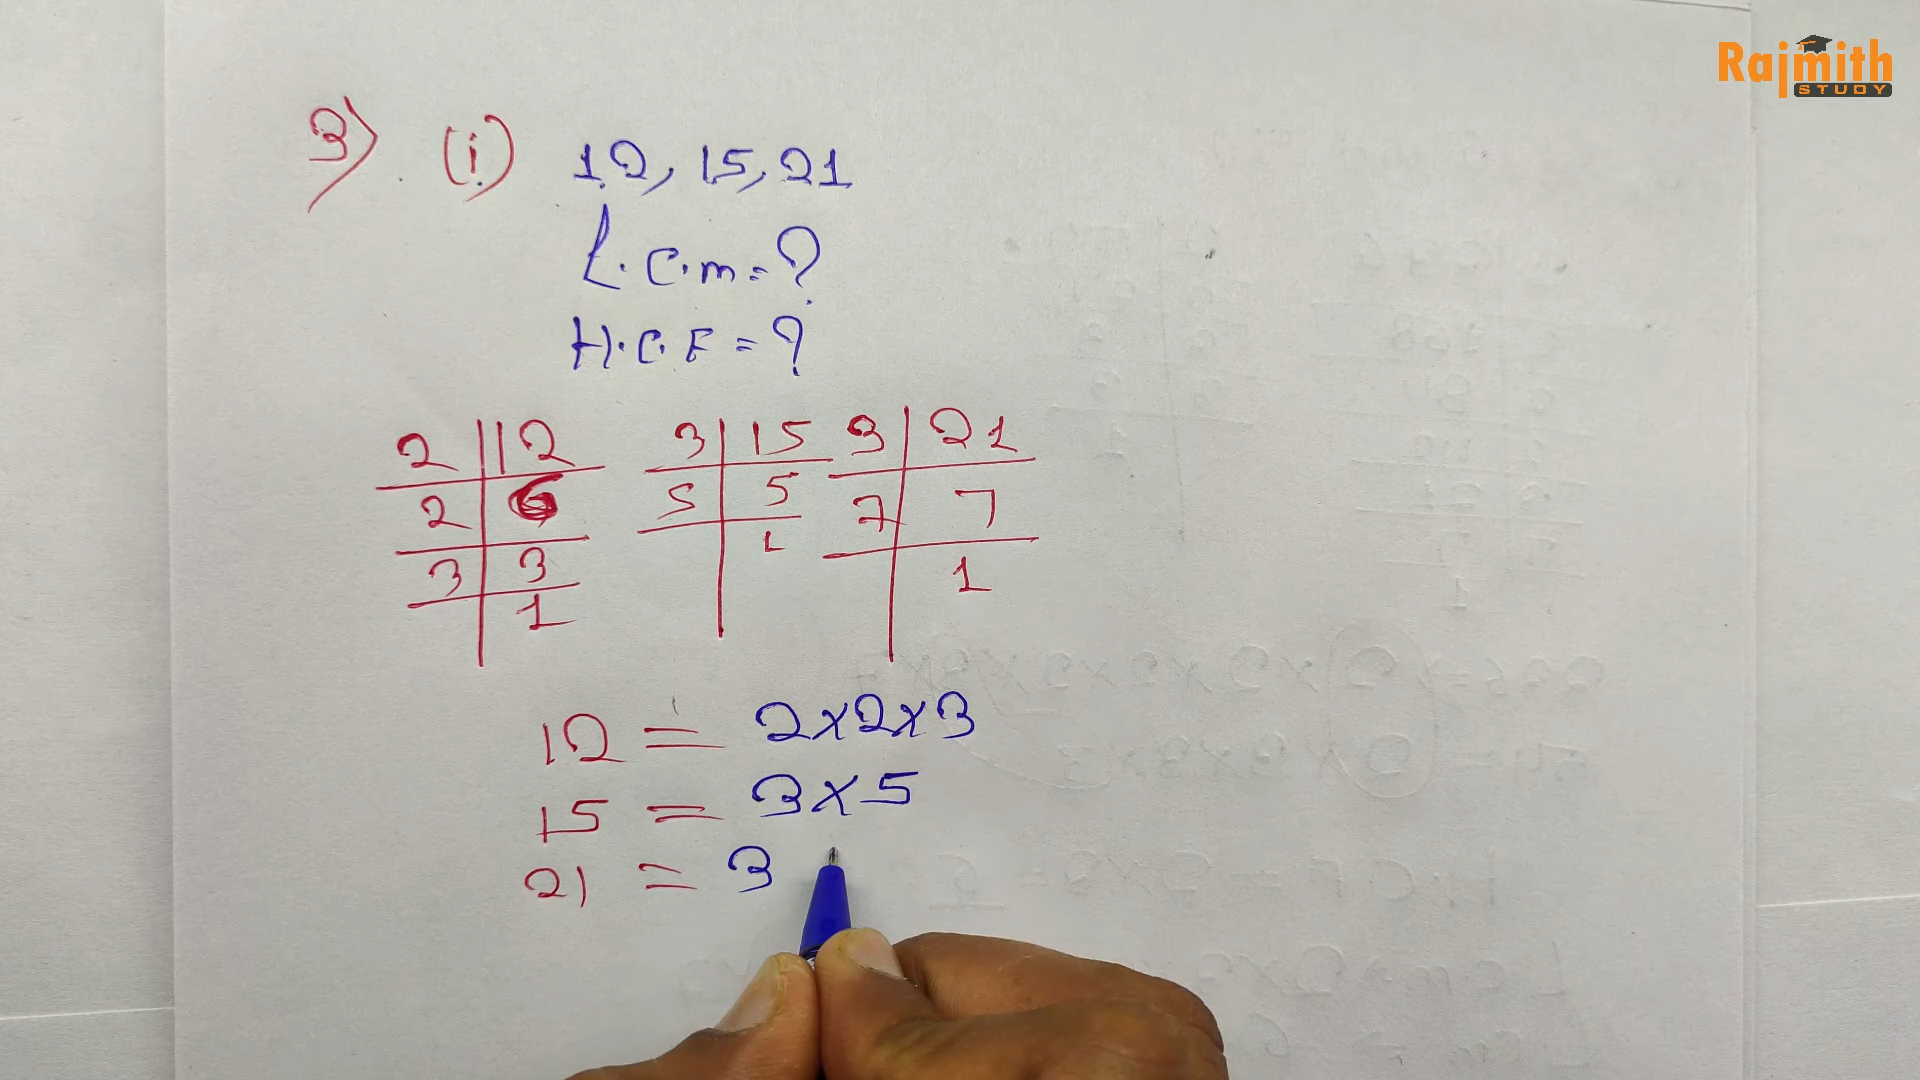 Rajmith
STUDY
3) (i) 12, 15, 21
L.C.m = ?
H.C.F = ?
2 | 12
2 | 6
3 | 3
1
3 | 15
5 | 5
1
3 | 21
7 | 7
1
12 = 2×2×3
15 = 3×5
21 = 3